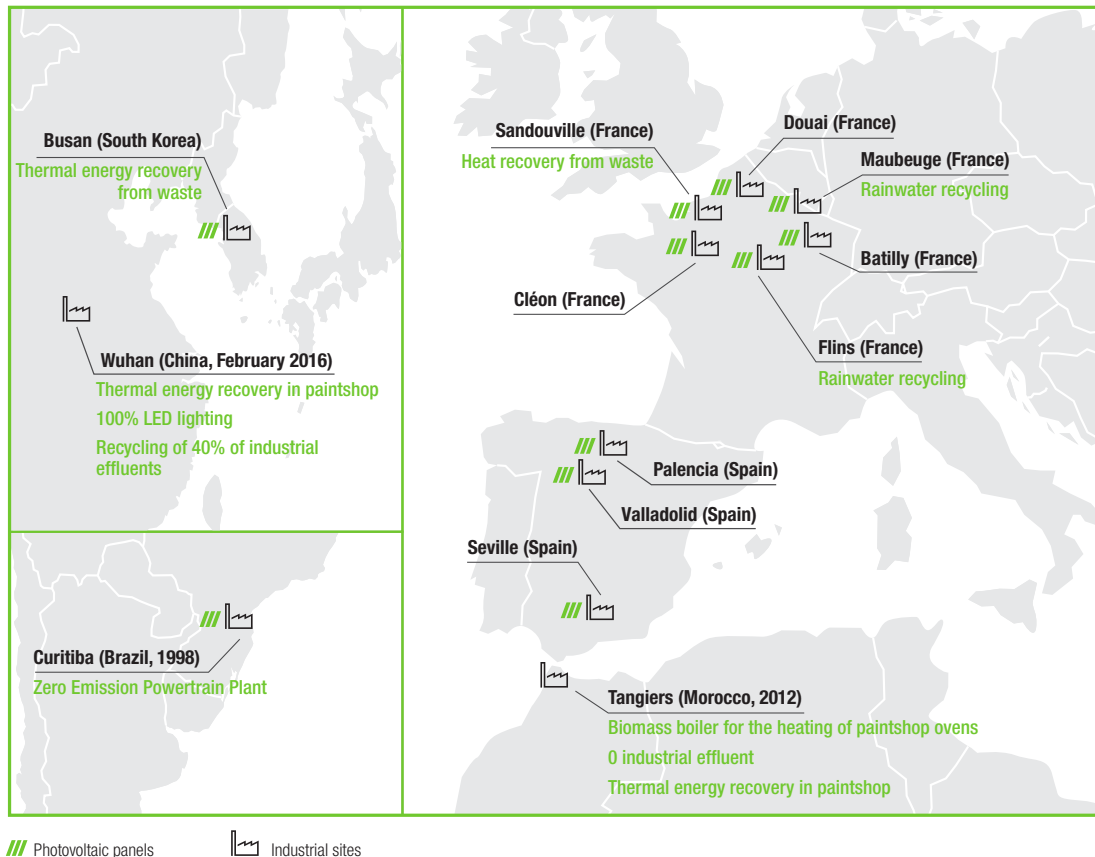 Busan (South Korea)
Thermal energy recovery
from waste
Wuhan (China, February 2016)
Thermal energy recovery in paintshop
100% LED lighting
Recycling of 40% of industrial
effluents
Curitiba (Brazil, 1998)
Zero Emission Powertrain Plant
Sandouville (France)
Heat recovery from waste
Douai (France)
Maubeuge (France)
Rainwater recycling
Batilly (France)
Cléon (France)
Flins (France)
Rainwater recycling
Palencia (Spain)
Valladolid (Spain)
Seville (Spain)
Tangiers (Morocco, 2012)
Biomass boiler for the heating of paintshop ovens
0 industrial effluent
Thermal energy recovery in paintshop
Photovoltaic panels
Industrial sites